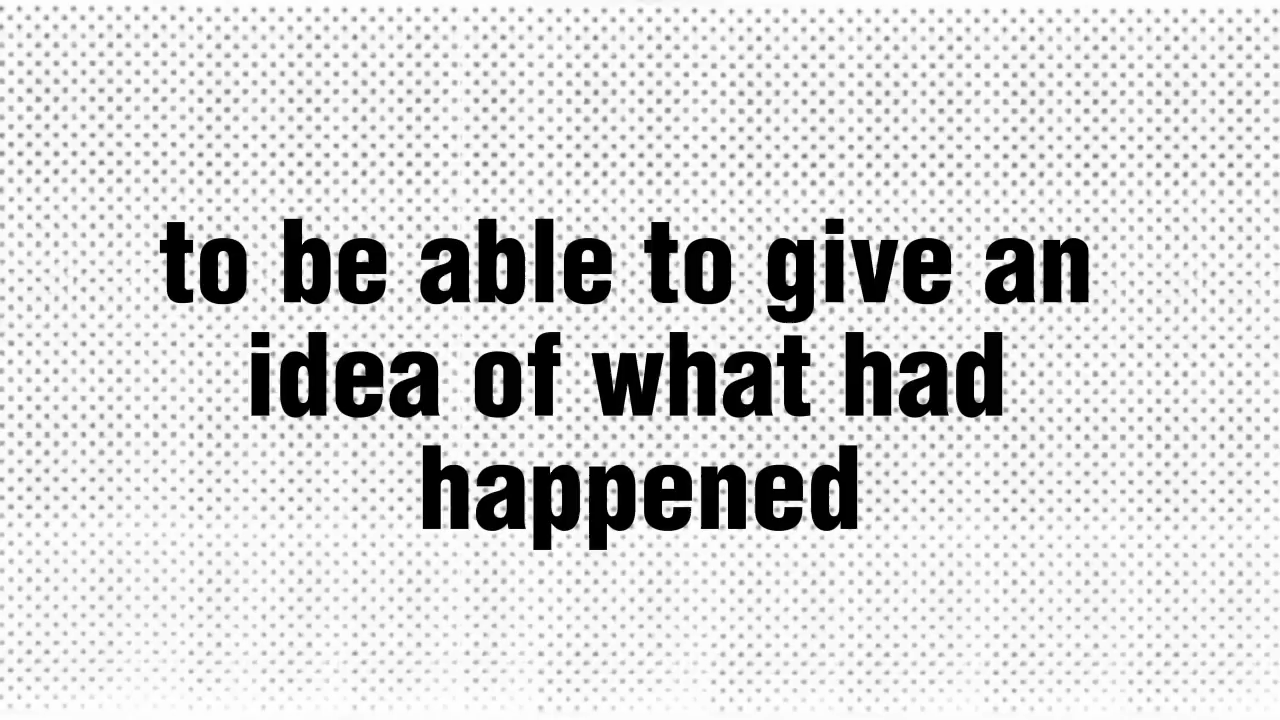 to be able to give an
idea of what had
happened